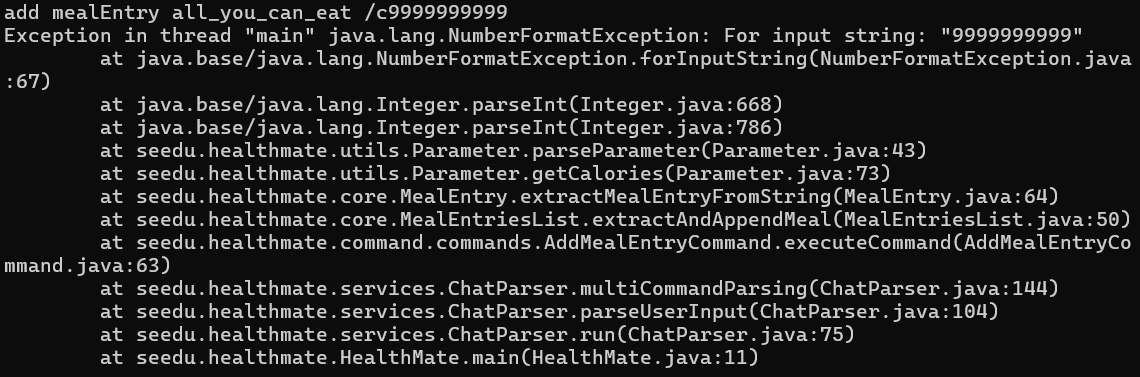 add mealEntry all_you_can_eat /c9999999999
Exception in thread "main" java.lang.NumberFormatException: For input string: "9999999999"
        at java.base/java.lang.NumberFormatException.forInputString(NumberFormatException.java
:67)
        at java.base/java.lang.Integer.parseInt(Integer.java:668)
        at java.base/java.lang.Integer.parseInt(Integer.java:786)
        at seedu.healthmate.utils.Parameter.parseParameter(Parameter.java:43)
        at seedu.healthmate.utils.Parameter.getCalories(Parameter.java:73)
        at seedu.healthmate.core.MealEntry.extractMealEntryFromString(MealEntry.java:64)
        at seedu.healthmate.core.MealEntriesList.extractAndAppendMeal(MealEntriesList.java:50)
        at seedu.healthmate.command.commands.AddMealEntryCommand.executeCommand(AddMealEntryCo
mmand.java:63)
        at seedu.healthmate.services.ChatParser.multiCommandParsing(ChatParser.java:144)
        at seedu.healthmate.services.ChatParser.parseUserInput(ChatParser.java:104)
        at seedu.healthmate.services.ChatParser.run(ChatParser.java:75)
        at seedu.healthmate.HealthMate.main(HealthMate.java:11)